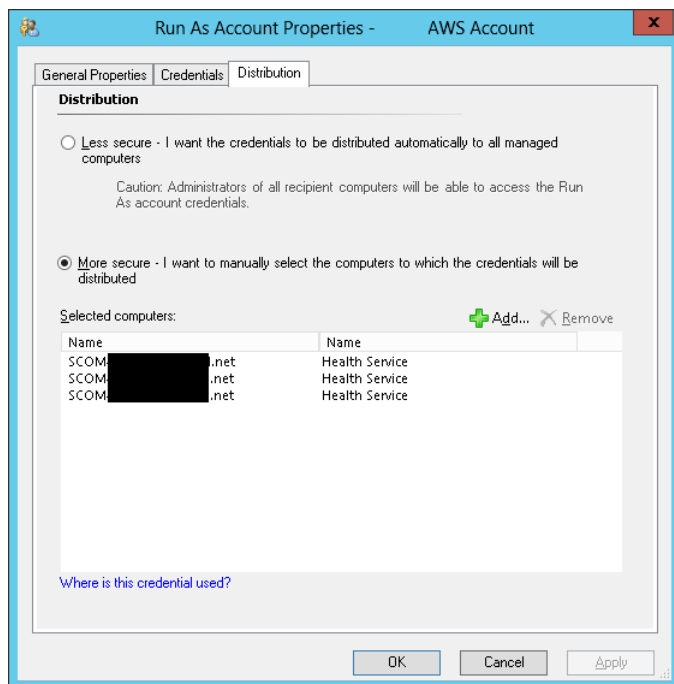 Run As Account Properties - AWS Account
x
General Properties Credentials Distribution
Distribution
Less secure - I want the credentials to be distributed automatically to all managed
computers
Caution: Administrators of all recipient computers will be able to access the Run
As account credentials.
More secure - I want to manually select the computers to which the credentials will be
distributed
Selected computers: Add... Remove
Name Name
SCOM- .net Health Service
SCOM- .net Health Service
SCOM- .net Health Service
Where is this credential used?
OK Cancel Apply